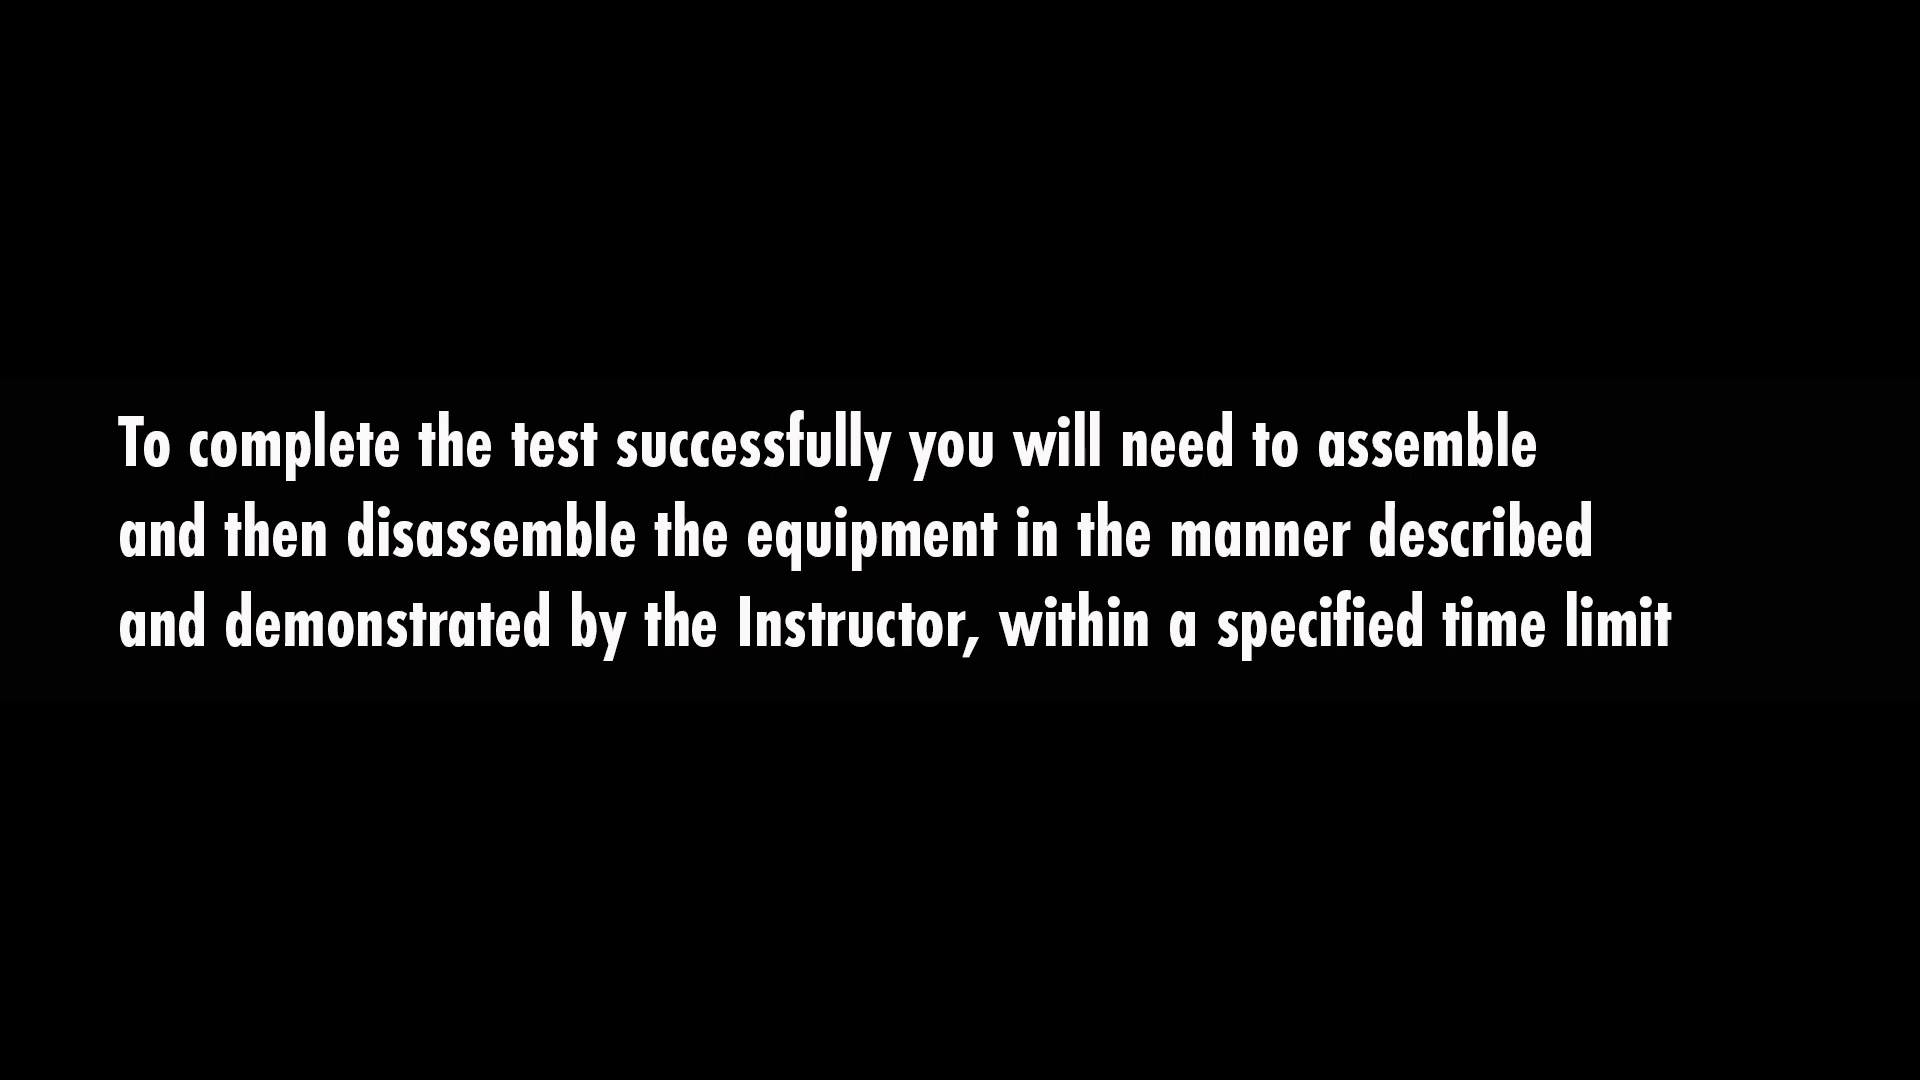 To complete the test successfully you will need to assemble
and then disassemble the equipment in the manner described
and demonstrated by the Instructor, within a specified time limit